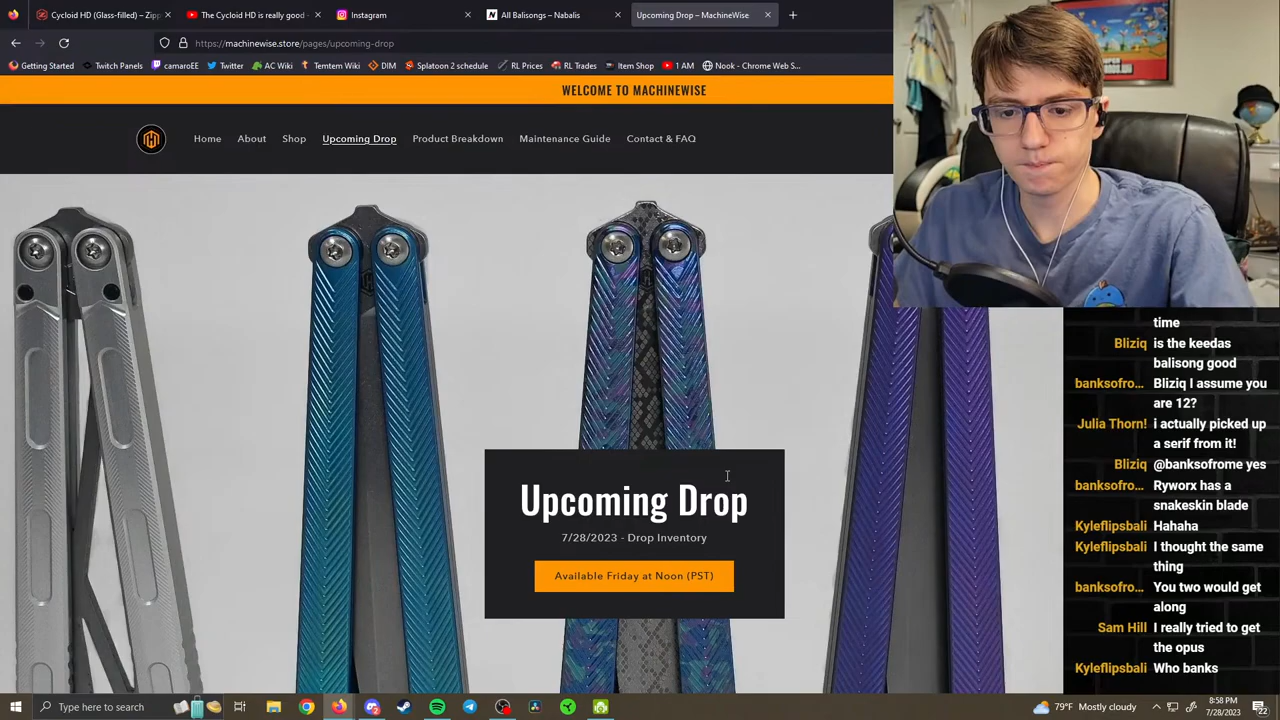 Cycloid HD (Glass-filled) – Zipp
The Cycloid HD is really good -
Instagram
All Balisongs – Nabalis
Upcoming Drop – MachineWise
https://machinewise.store/pages/upcoming-drop
Getting Started
Twitch Panels
camaroEE
Twitter
AC Wiki
Temtem Wiki
DIM
Splatoon 2 schedule
RL Prices
RL Trades
Item Shop
1 AM
Nook - Chrome Web S...
WELCOME TO MACHINEWISE
Home
About
Shop
Upcoming Drop
Product Breakdown
Maintenance Guide
Contact & FAQ
Upcoming Drop
7/28/2023 - Drop Inventory
Available Friday at Noon (PST)
time
Bliziq is the keedas
balisong good
banksofro... Bliziq I assume you
are 12?
Julia Thorn! i actually picked up
a serif from it!
Bliziq @banksofrome yes
banksofro... Ryworx has a
snakeskin blade
Kyleflipsbali Hahaha
Kyleflipsbali I thought the same
thing
banksofro... You two would get
along
Sam Hill I really tried to get
the opus
Kyleflipsbali Who banks
Type here to search
79°F Mostly cloudy
8:58 PM
7/28/2023
22